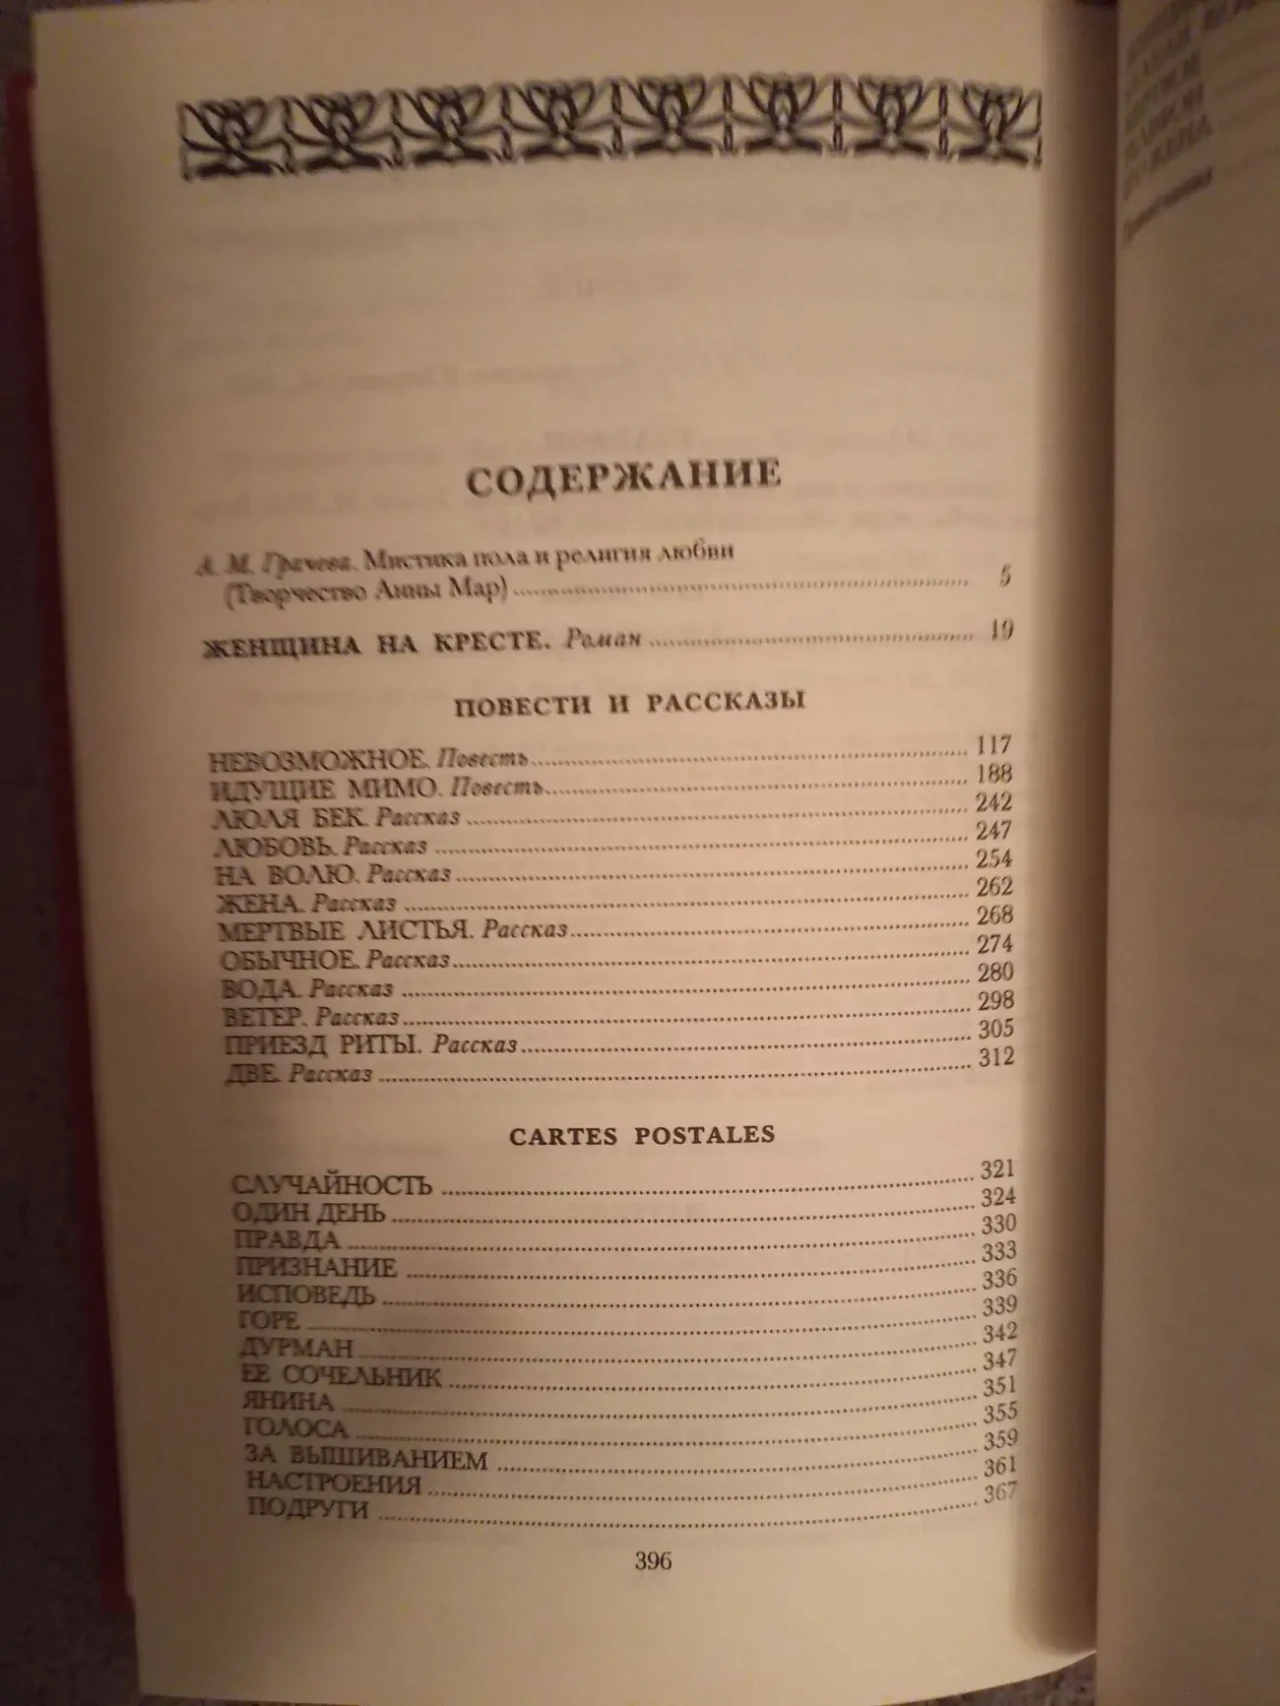 СОДЕРЖАНИЕ
А. М. Грачева. Мистика пола и религия любви
(Творчество Анны Мар) 5
ЖЕНЩИНА НА КРЕСТЕ. Роман 19
ПОВЕСТИ И РАССКАЗЫ
НЕВОЗМОЖНОЕ. Повесть 117
ИДУЩИЕ МИМО. Повесть 188
ЛЮЛЯ БЕК. Рассказ 242
ЛЮБОВЬ. Рассказ 247
НА ВОЛЮ. Рассказ 254
ЖЕНА. Рассказ 262
МЕРТВЫЕ ЛИСТЬЯ. Рассказ 268
ОБЫЧНОЕ. Рассказ 274
ВОДА. Рассказ 280
ВЕТЕР. Рассказ 298
ПРИЕЗД РИТЫ. Рассказ 305
ДВЕ. Рассказ 312
CARTES POSTALES
СЛУЧАЙНОСТЬ 321
ОДИН ДЕНЬ 324
ПРАВДА 330
ПРИЗНАНИЕ 333
ИСПОВЕДЬ 336
ГОРЕ 339
ДУРМАН 342
ЕЕ СОЧЕЛЬНИК 347
ЯНИНА 351
ГОЛОСА 355
ЗА ВЫШИВАНИЕМ 359
НАСТРОЕНИЯ 361
ПОДРУГИ 367
396